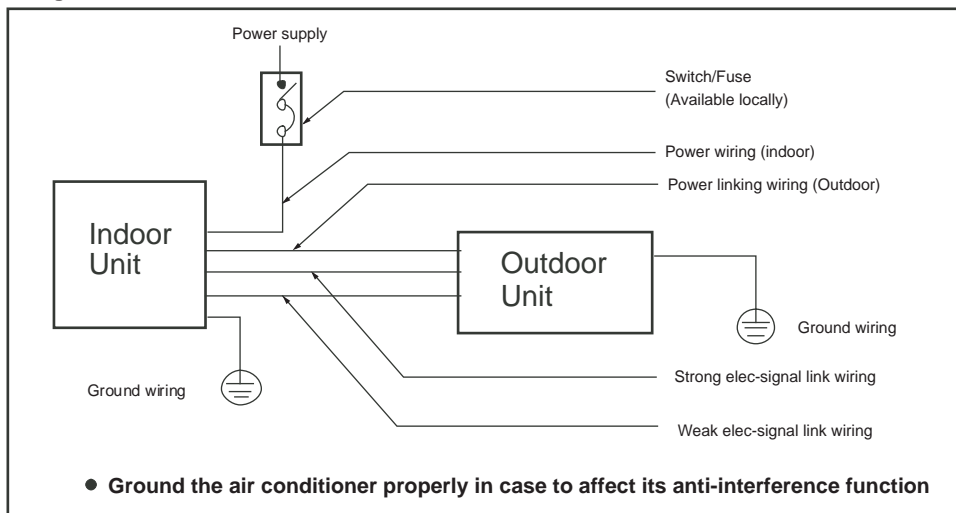 Power supply
Switch/Fuse
(Available locally)
Power wiring (indoor)
Power linking wiring (Outdoor)
Indoor
Unit
Outdoor
Unit
Ground wiring
Ground wiring
Strong elec-signal link wiring
Weak elec-signal link wiring
● Ground the air conditioner properly in case to affect its anti-interference function